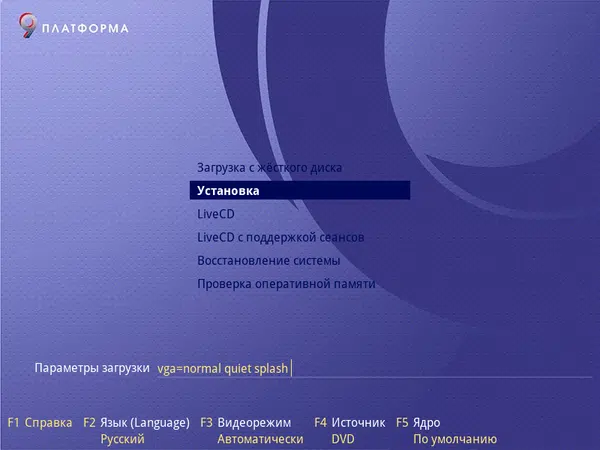 9 ПЛАТФОРМА
Загрузка с жёсткого диска
Установка
LiveCD
LiveCD с поддержкой сеансов
Восстановление системы
Проверка оперативной памяти
Параметры загрузки vga=normal quiet splash
F1 Справка F2 Язык (Language) F3 Видеорежим F4 Источник F5 Ядро
Русский Автоматически DVD По умолчанию